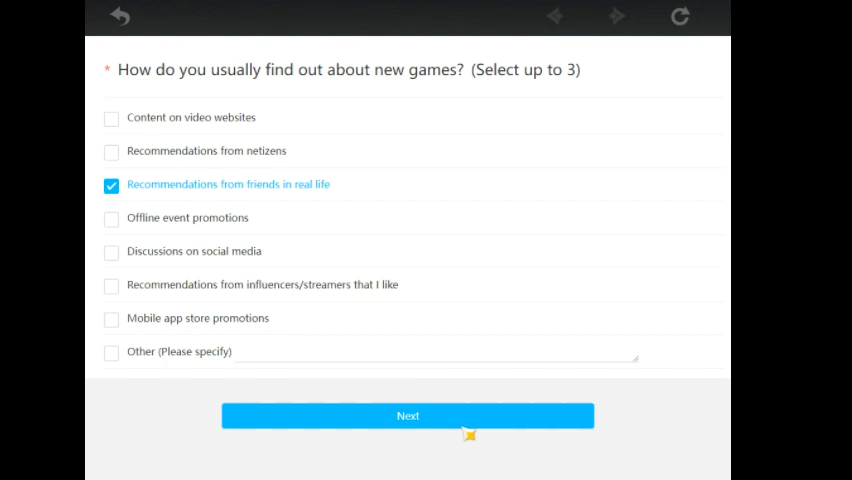 * How do you usually find out about new games? (Select up to 3)
Content on video websites
Recommendations from netizens
Recommendations from friends in real life
Offline event promotions
Discussions on social media
Recommendations from influencers/streamers that I like
Mobile app store promotions
Other (Please specify)
Next